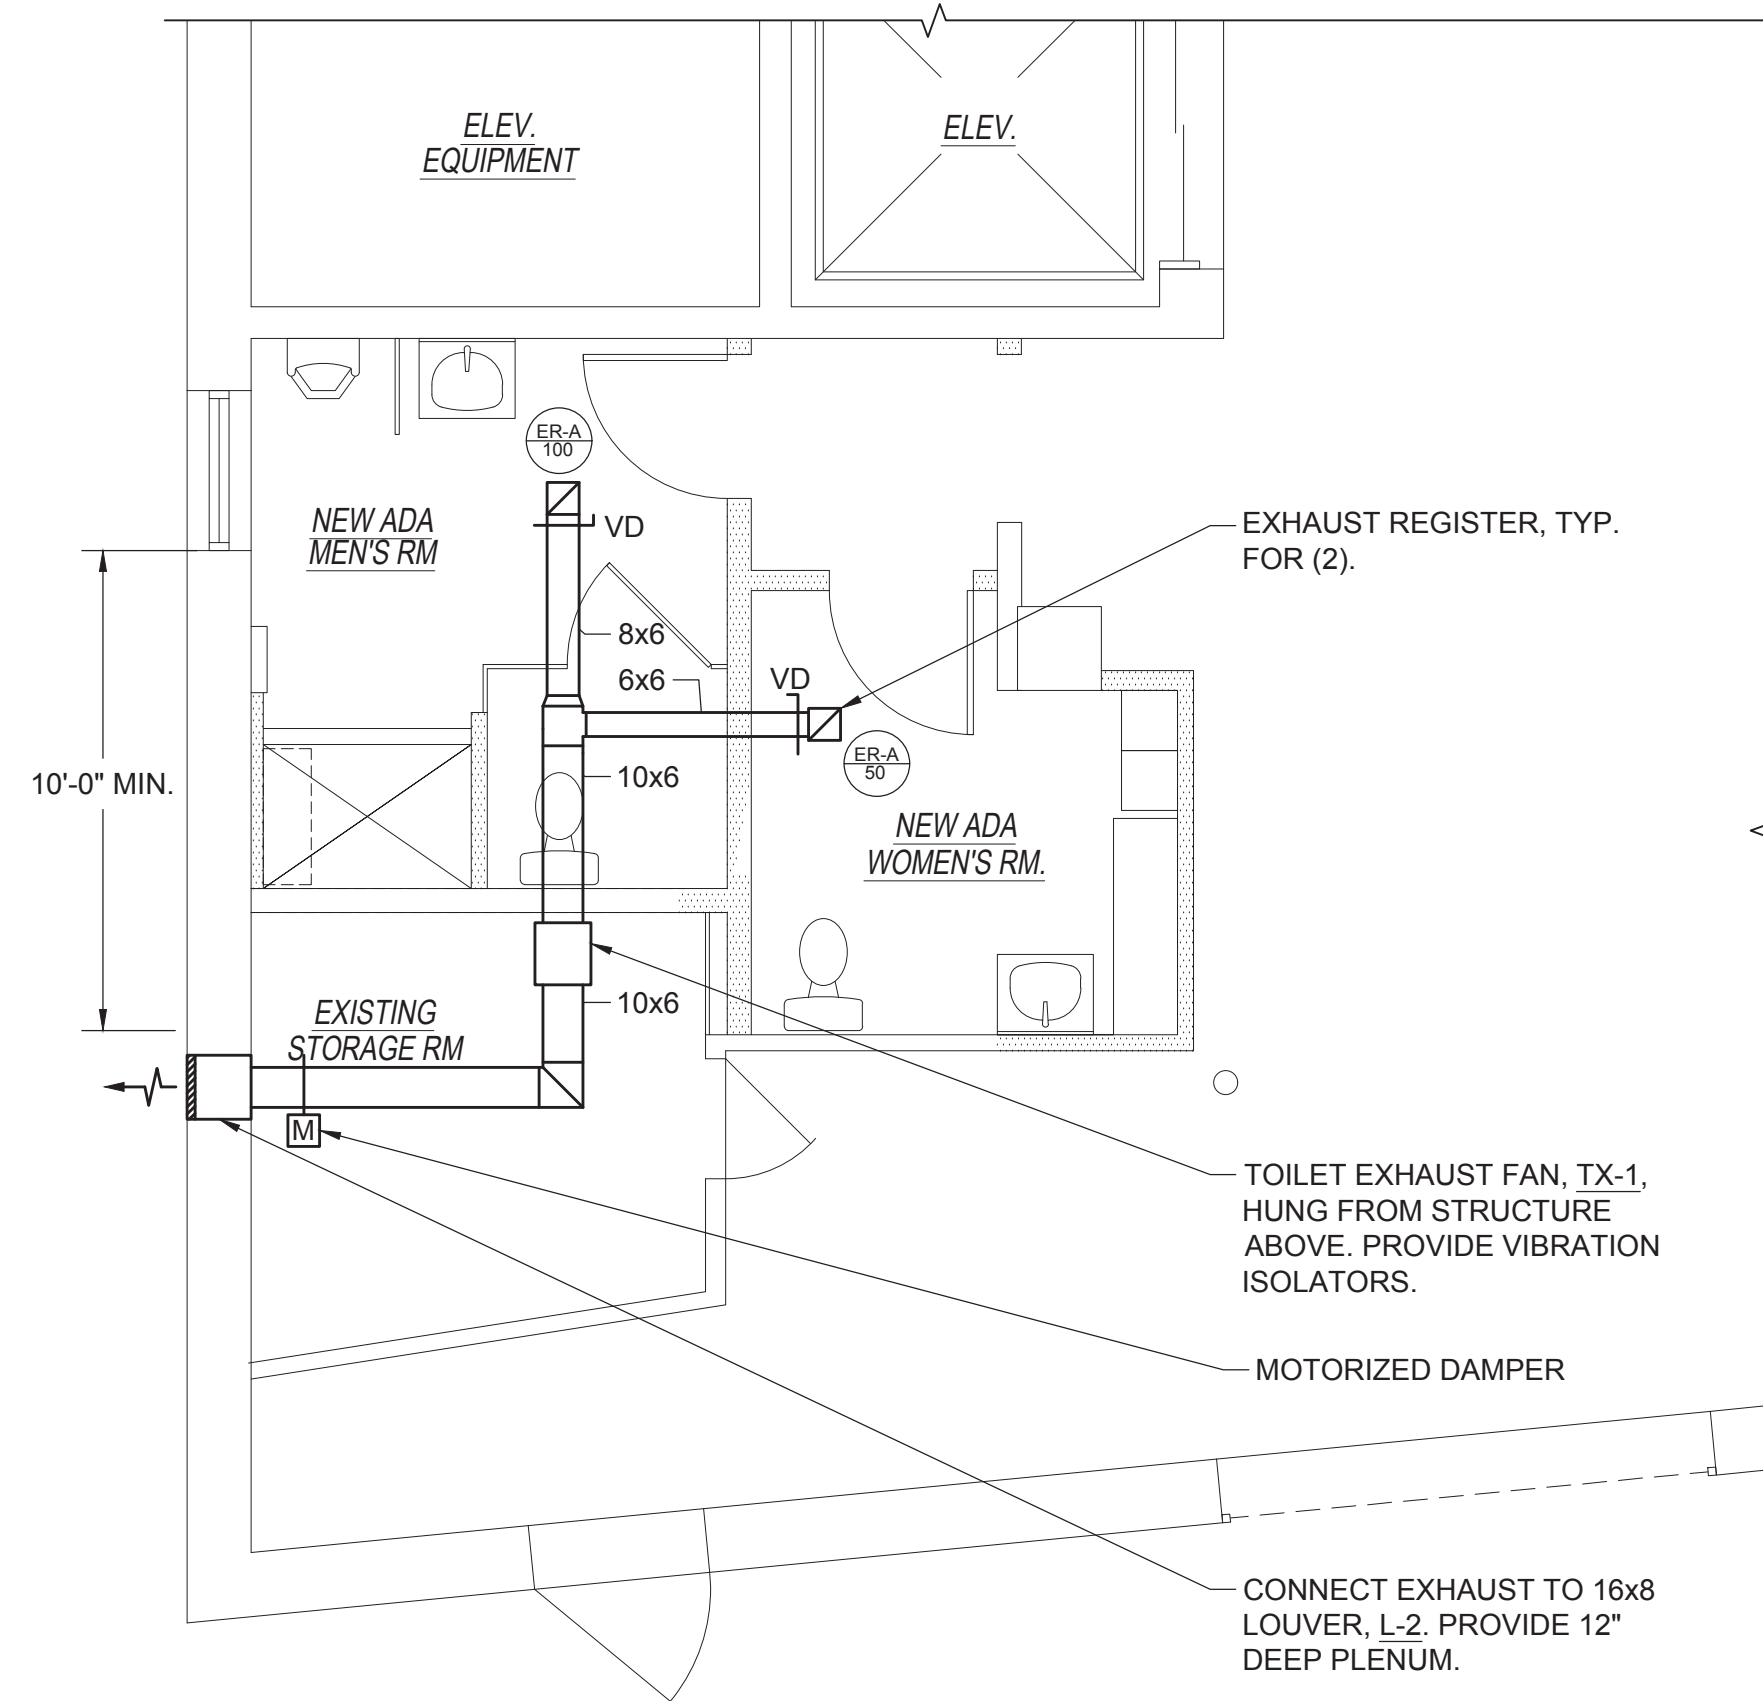 ELEV.
EQUIPMENT
ELEV.
ER-A
100
NEW ADA
MEN'S RM
VD
EXHAUST REGISTER, TYP.
FOR (2).
8x6
6x6
VD
ER-A
50
10'-0" MIN.
10x6
NEW ADA
WOMEN'S RM.
EXISTING
STORAGE RM
10x6
M
TOILET EXHAUST FAN, TX-1,
HUNG FROM STRUCTURE
ABOVE. PROVIDE VIBRATION
ISOLATORS.
MOTORIZED DAMPER
CONNECT EXHAUST TO 16x8
LOUVER, L-2. PROVIDE 12"
DEEP PLENUM.